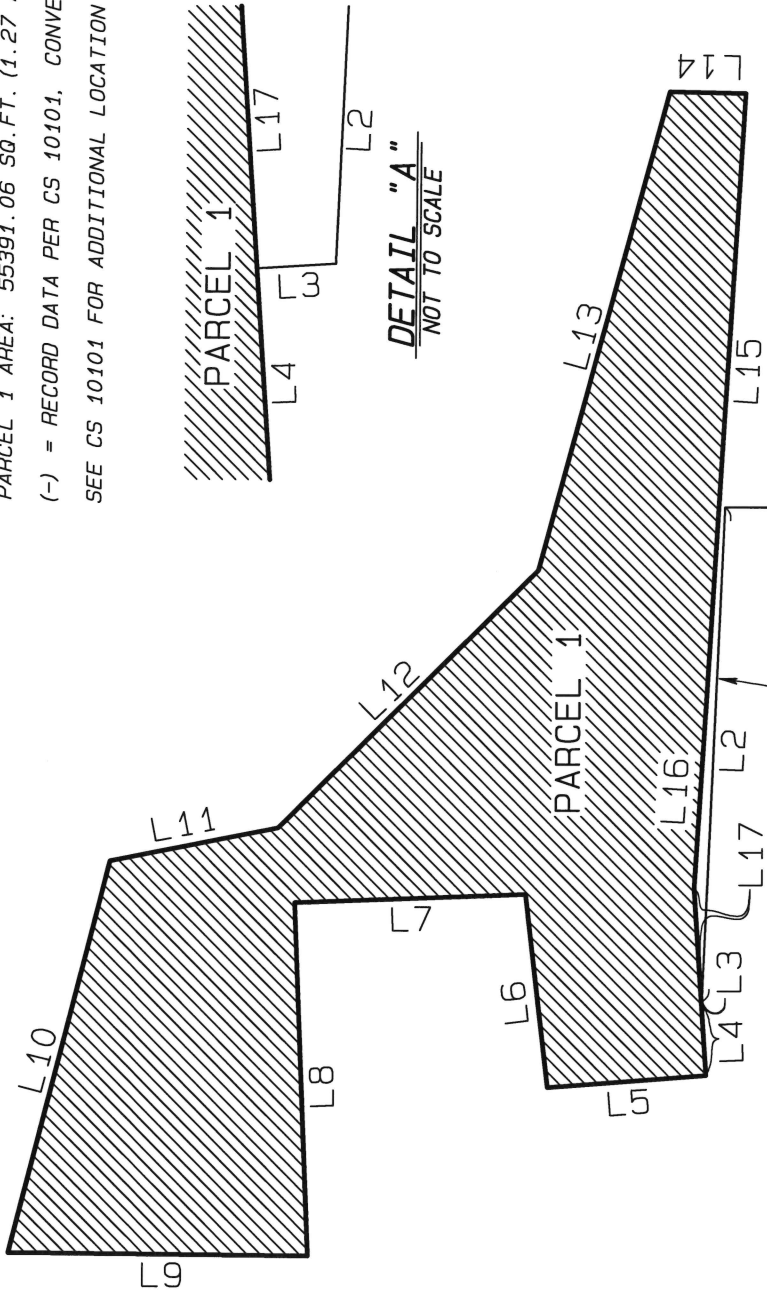 PARCEL 1 AREA: 55391.06 SQ.FT. (1.27
(-) = RECORD DATA PER CS 10101, CONVE
SEE CS 10101 FOR ADDITIONAL LOCATION
PARCEL 1
L17
L4
L3
L2
DETAIL "A"
NOT TO SCALE
L14
L13
L15
L12
PARCEL 1
L11
L16
L2
L7
L17
L10
L6
L3
L4
L8
L5
L9